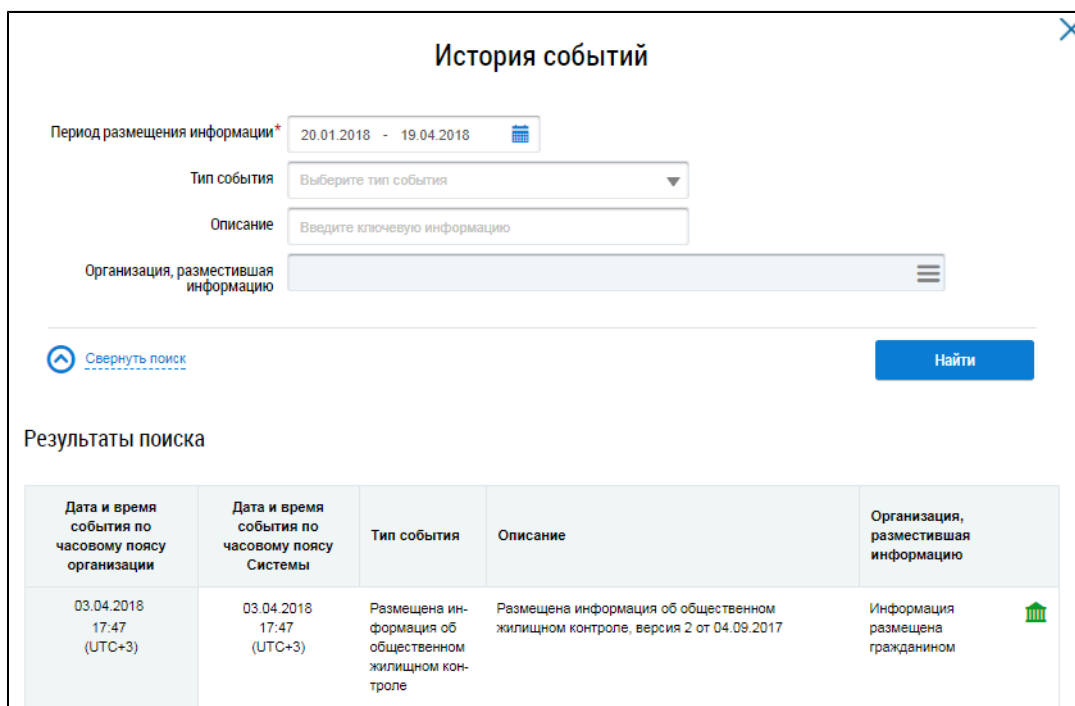 История событий
Период размещения информации*
20.01.2018 - 19.04.2018
Тип события
Выберите тип события
Описание
Введите ключевую информацию
Организация, разместившая
информацию
Свернуть поиск
Найти
Результаты поиска
Дата и время
события по
часовому поясу
организации
Дата и время
события по
часовому поясу
Системы
Тип события
Описание
Организация,
разместившая
информацию
03.04.2018
17:47
(UTC+3)
03.04.2018
17:47
(UTC+3)
Размещена ин-
формация об
общественном
жилищном кон-
троле
Размещена информация об общественном
жилищном контроле, версия 2 от 04.09.2017
Информация
размещена
гражданином